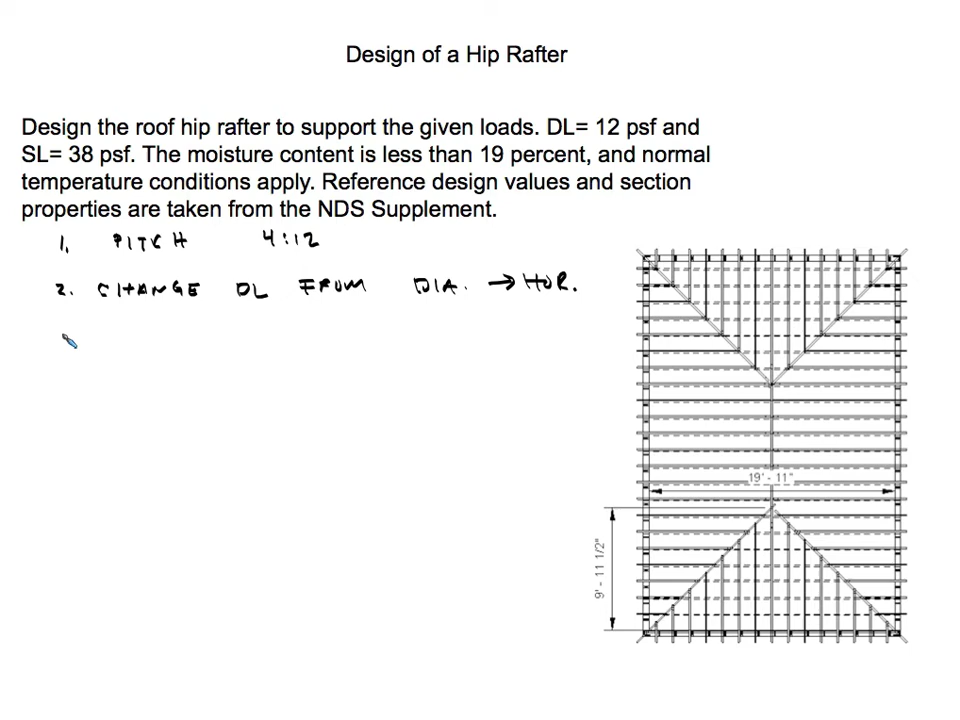 Design of a Hip Rafter
Design the roof hip rafter to support the given loads. DL= 12 psf and
SL= 38 psf. The moisture content is less than 19 percent, and normal
temperature conditions apply. Reference design values and section
properties are taken from the NDS Supplement.
1. PITCH 4:12
2. CHANGE DL FROM DIA. → HOR.
19' - 11"
9' - 11 1/2"